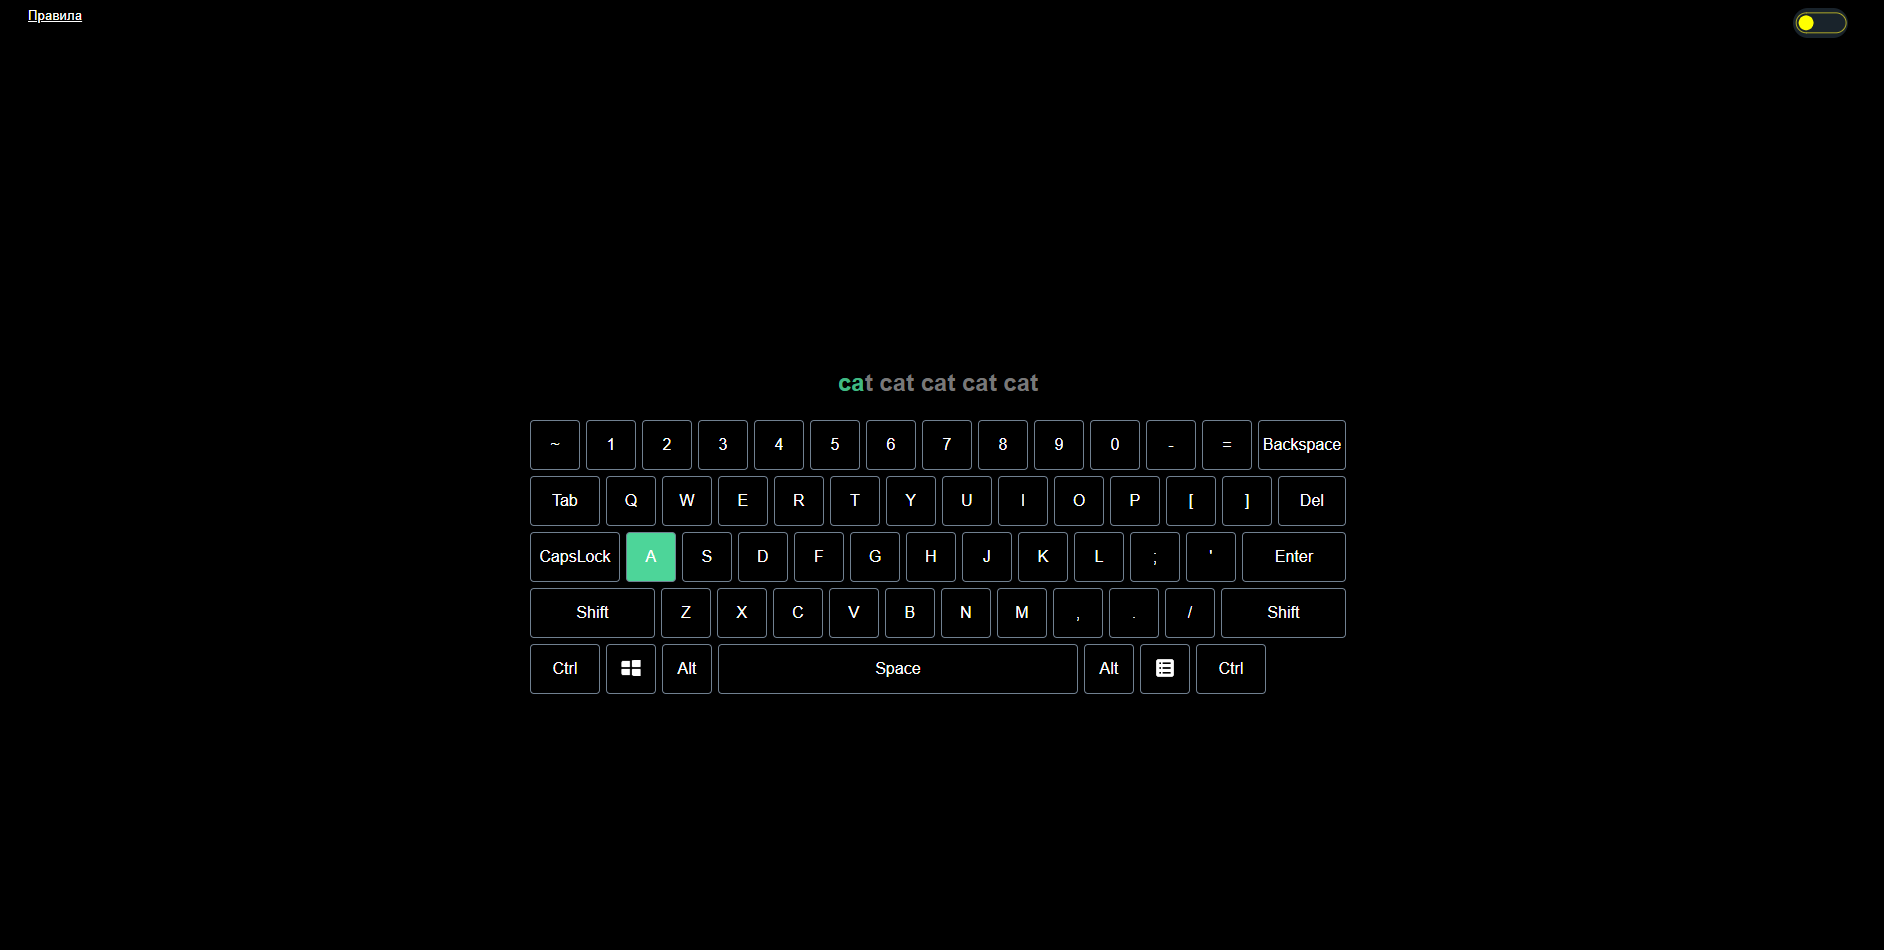 Правила
cat cat cat cat cat
~ 1 2 3 4 5 6 7 8 9 0 - = Backspace
Tab Q W E R T Y U I O P [ ] Del
CapsLock A S D F G H J K L ; ' Enter
Shift Z X C V B N M , . / Shift
Ctrl Alt Space Alt Ctrl